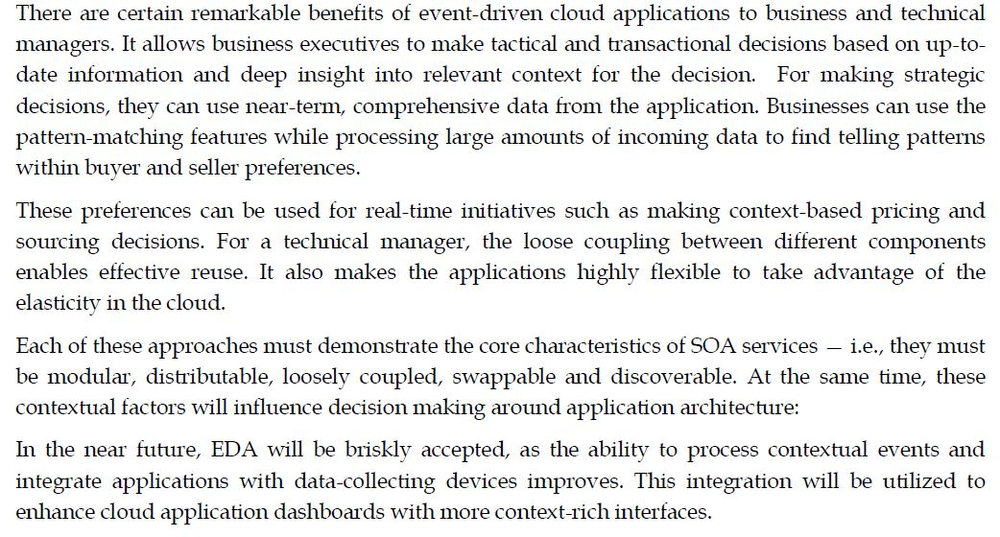 There are certain remarkable benefits of event-driven cloud applications to business and technical
managers. It allows business executives to make tactical and transactional decisions based on up-to-
date information and deep insight into relevant context for the decision.  For making strategic
decisions, they can use near-term, comprehensive data from the application. Businesses can use the
pattern-matching features while processing large amounts of incoming data to find telling patterns
within buyer and seller preferences.
These preferences can be used for real-time initiatives such as making context-based pricing and
sourcing decisions. For a technical manager, the loose coupling between different components
enables effective reuse. It also makes the applications highly flexible to take advantage of the
elasticity in the cloud.
Each of these approaches must demonstrate the core characteristics of SOA services — i.e., they must
be modular, distributable, loosely coupled, swappable and discoverable. At the same time, these
contextual factors will influence decision making around application architecture:
In the near future, EDA will be briskly accepted, as the ability to process contextual events and
integrate applications with data-collecting devices improves. This integration will be utilized to
enhance cloud application dashboards with more context-rich interfaces.